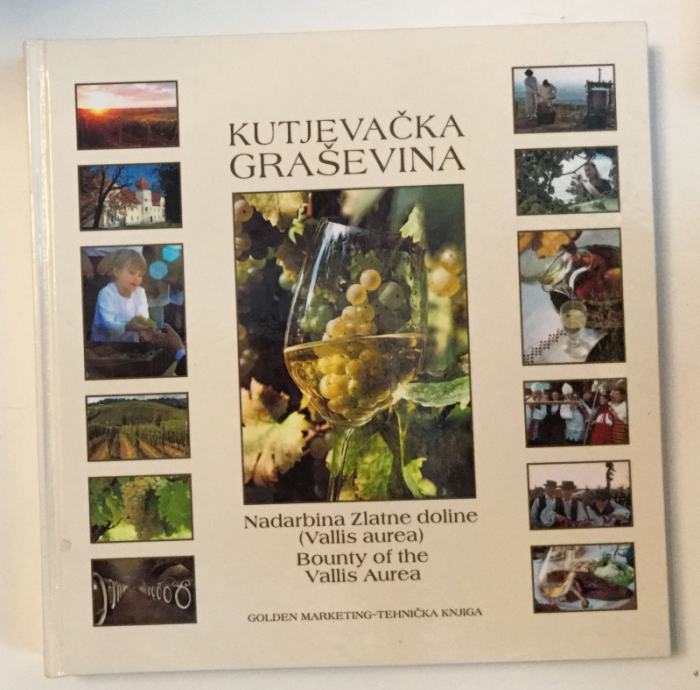 KUTJEVAČKA
GRAŠEVINA
Nadarbina Zlatne doline
(Vallis aurea)
Bounty of the
Vallis Aurea
GOLDEN MARKETING-TEHNIČKA KNJIGA